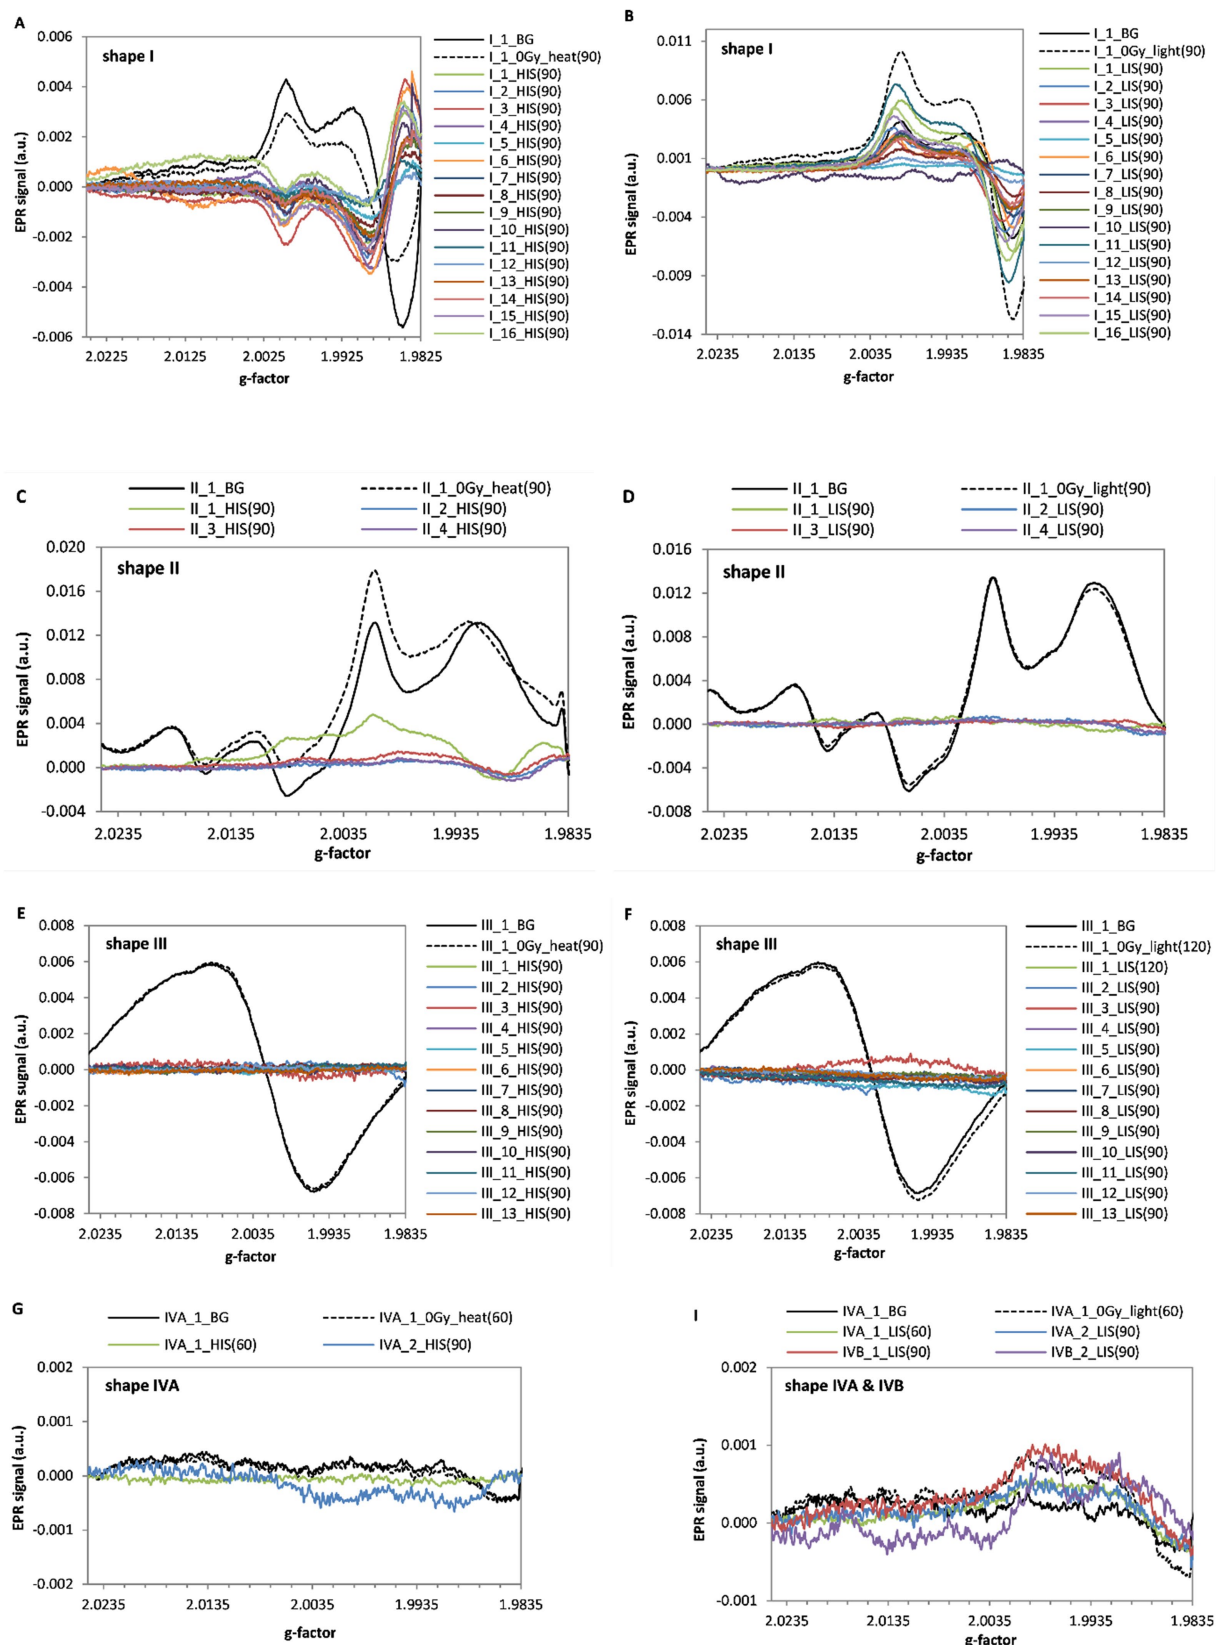 A
shape I
0.006
0.004
0.002
0.000
-0.002
-0.004
-0.006
EPR signal (a.u.)
2.0225 2.0125 2.0025 1.9925 1.9825
g-factor
I_1_BG
I_1_0Gy_heat(90)
I_1_HIS(90)
I_2_HIS(90)
I_3_HIS(90)
I_4_HIS(90)
I_5_HIS(90)
I_6_HIS(90)
I_7_HIS(90)
I_8_HIS(90)
I_9_HIS(90)
I_10_HIS(90)
I_11_HIS(90)
I_12_HIS(90)
I_13_HIS(90)
I_14_HIS(90)
I_15_HIS(90)
I_16_HIS(90)
B
shape I
0.011
0.006
0.001
-0.004
-0.009
-0.014
EPR signal (a.u.)
2.0235 2.0135 2.0035 1.9935 1.9835
g-factor
I_1_BG
I_1_0Gy_light(90)
I_1_LIS(90)
I_2_LIS(90)
I_3_LIS(90)
I_4_LIS(90)
I_5_LIS(90)
I_6_LIS(90)
I_7_LIS(90)
I_8_LIS(90)
I_9_LIS(90)
I_10_LIS(90)
I_11_LIS(90)
I_12_LIS(90)
I_13_LIS(90)
I_14_LIS(90)
I_15_LIS(90)
I_16_LIS(90)
C
II_1_BG II_1_0Gy_heat(90)
II_1_HIS(90) II_2_HIS(90)
II_3_HIS(90) II_4_HIS(90)
shape II
0.020
0.016
0.012
0.008
0.004
0.000
-0.004
EPR signal (a.u.)
2.0235 2.0135 2.0035 1.9935 1.9835
g-factor
D
II_1_BG II_1_0Gy_light(90)
II_1_LIS(90) II_2_LIS(90)
II_3_LIS(90) II_4_LIS(90)
shape II
0.016
0.012
0.008
0.004
0.000
-0.004
-0.008
EPR signal (a.u.)
2.0235 2.0135 2.0035 1.9935 1.9835
g-factor
E
shape III
0.008
0.006
0.004
0.002
0.000
-0.002
-0.004
-0.006
-0.008
EPR sugnal (a.u.)
2.0235 2.0135 2.0035 1.9935 1.9835
g-factor
III_1_BG
III_1_0Gy_heat(90)
III_1_HIS(90)
III_2_HIS(90)
III_3_HIS(90)
III_4_HIS(90)
III_5_HIS(90)
III_6_HIS(90)
III_7_HIS(90)
III_8_HIS(90)
III_9_HIS(90)
III_10_HIS(90)
III_11_HIS(90)
III_12_HIS(90)
III_13_HIS(90)
F
shape III
0.008
0.006
0.004
0.002
0.000
-0.002
-0.004
-0.006
-0.008
EPR signal (a.u.)
2.0235 2.0135 2.0035 1.9935 1.9835
g-factor
III_1_BG
III_1_0Gy_light(120)
III_1_LIS(120)
III_2_LIS(90)
III_3_LIS(90)
III_4_LIS(90)
III_5_LIS(90)
III_6_LIS(90)
III_7_LIS(90)
III_8_LIS(90)
III_9_LIS(90)
III_10_LIS(90)
III_11_LIS(90)
III_12_LIS(90)
III_13_LIS(90)
G
IVA_1_BG IVA_1_0Gy_heat(60)
IVA_1_HIS(60) IVA_2_HIS(90)
shape IVA
0.002
0.001
0.000
-0.001
-0.002
EPR signal (a.u.)
2.0235 2.0135 2.0035 1.9935 1.9835
g-factor
I
IVA_1_BG IVA_1_0Gy_light(60)
IVA_1_LIS(60) IVA_2_LIS(90)
IVB_1_LIS(90) IVB_2_LIS(90)
shape IVA & IVB
0.002
0.001
0.000
-0.001
EPR signal (a.u.)
2.0235 2.0135 2.0035 1.9935 1.9835
g-factor